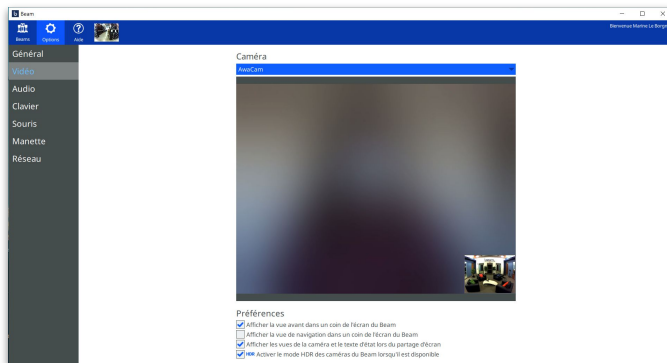 Beam
Beams
Options
Aide
Bienvenue Marine Le Borgne
Général
Vidéo
Audio
Clavier
Souris
Manette
Réseau
Caméra
AwaCam
Préférences
Afficher la vue avant dans un coin de l'écran du Beam
Afficher la vue de navigation dans un coin de l'écran du Beam
Afficher les vues de la caméra et le texte d'état lors du partage d'écran
HDR Activer le mode HDR des caméras du Beam lorsqu'il est disponible